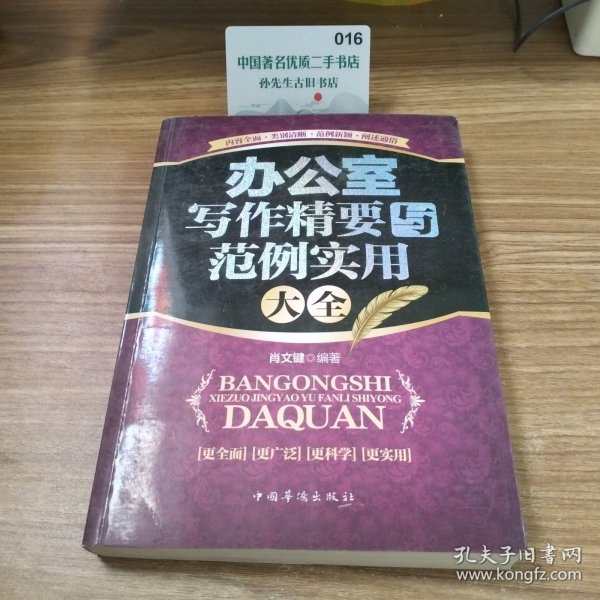 016
中国著名优质二手书店
孙先生古旧书店
内容全面·类别清晰·范例新颖·阐述通俗
办公室
写作精要与
范例实用
大全
肖文键◎编著
BANGONGSHI
XIEZUO JINGYAO YU FANLI SHIYONG
DAQUAN
[更全面] [更广泛] [更科学] [更实用]
中国华侨出版社
孔夫子旧书网
www.kongfz.com